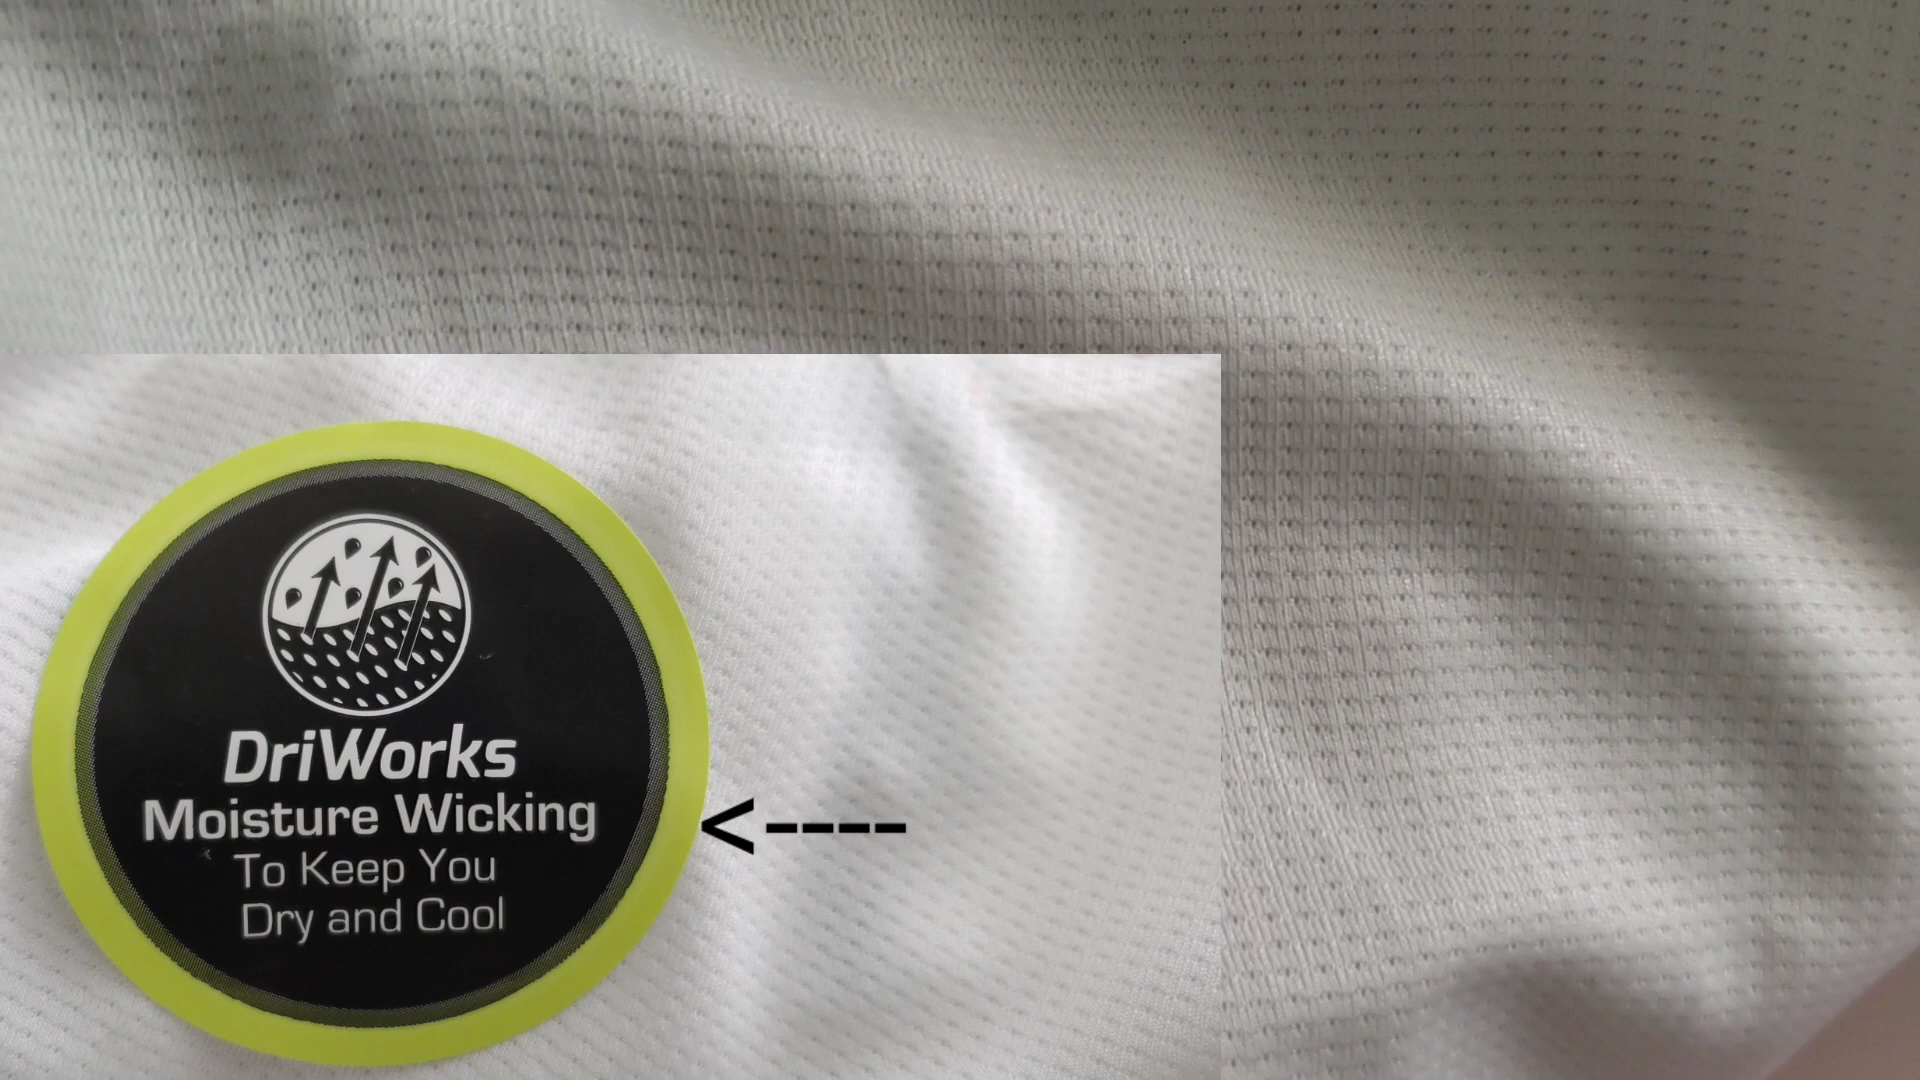 DriWorks
Moisture Wicking
To Keep You
Dry and Cool
<----